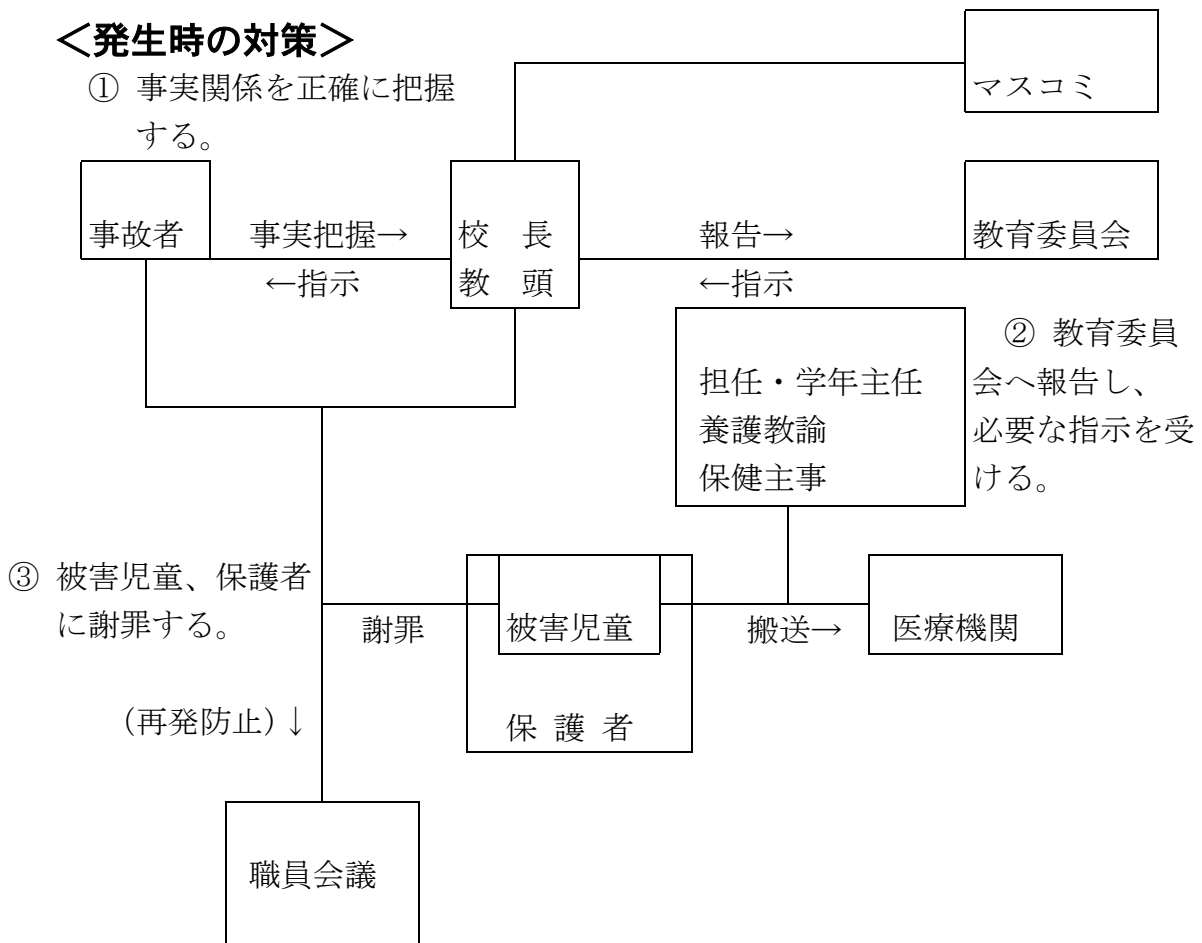 ＜発生時の対策＞
① 事実関係を正確に把握
する。
マスコミ
事故者
事実把握→
←指示
校　長
教　頭
報告→
←指示
教育委員会
② 教育委員
会へ報告し、
必要な指示を受
ける。
担任・学年主任
養護教諭
保健主事
③ 被害児童、保護者
に謝罪する。
謝罪
被害児童
搬送→
医療機関
保 護 者
（再発防止）↓
職員会議